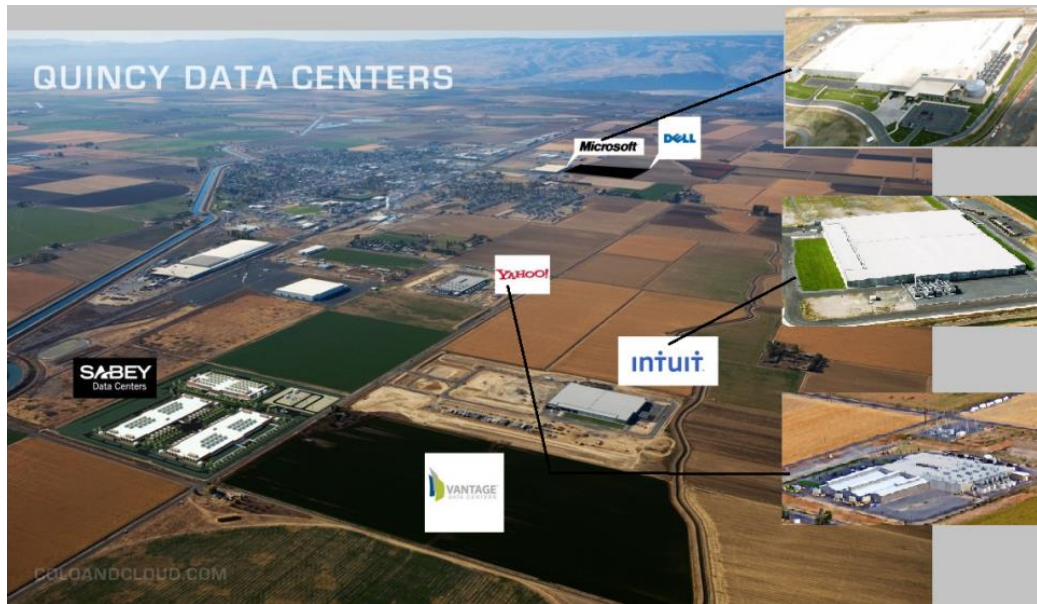 QUINCY DATA CENTERS
Microsoft
DELL
YAHOO!
intuit
SABEY
Data Centers
VANTAGE
DATA CENTERS
COLOANDCLOUD.COM